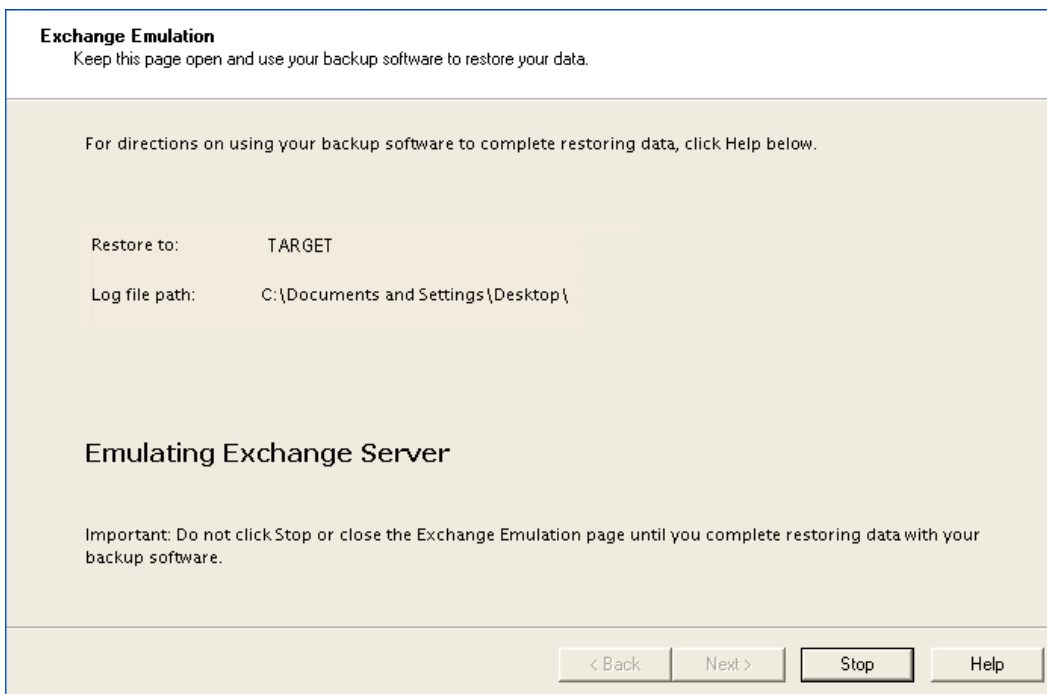 Exchange Emulation
Keep this page open and use your backup software to restore your data.
For directions on using your backup software to complete restoring data, click Help below.
Restore to: TARGET
Log file path: C:\Documents and Settings\Desktop\
Emulating Exchange Server
Important: Do not click Stop or close the Exchange Emulation page until you complete restoring data with your
backup software.
< Back Next > Stop Help